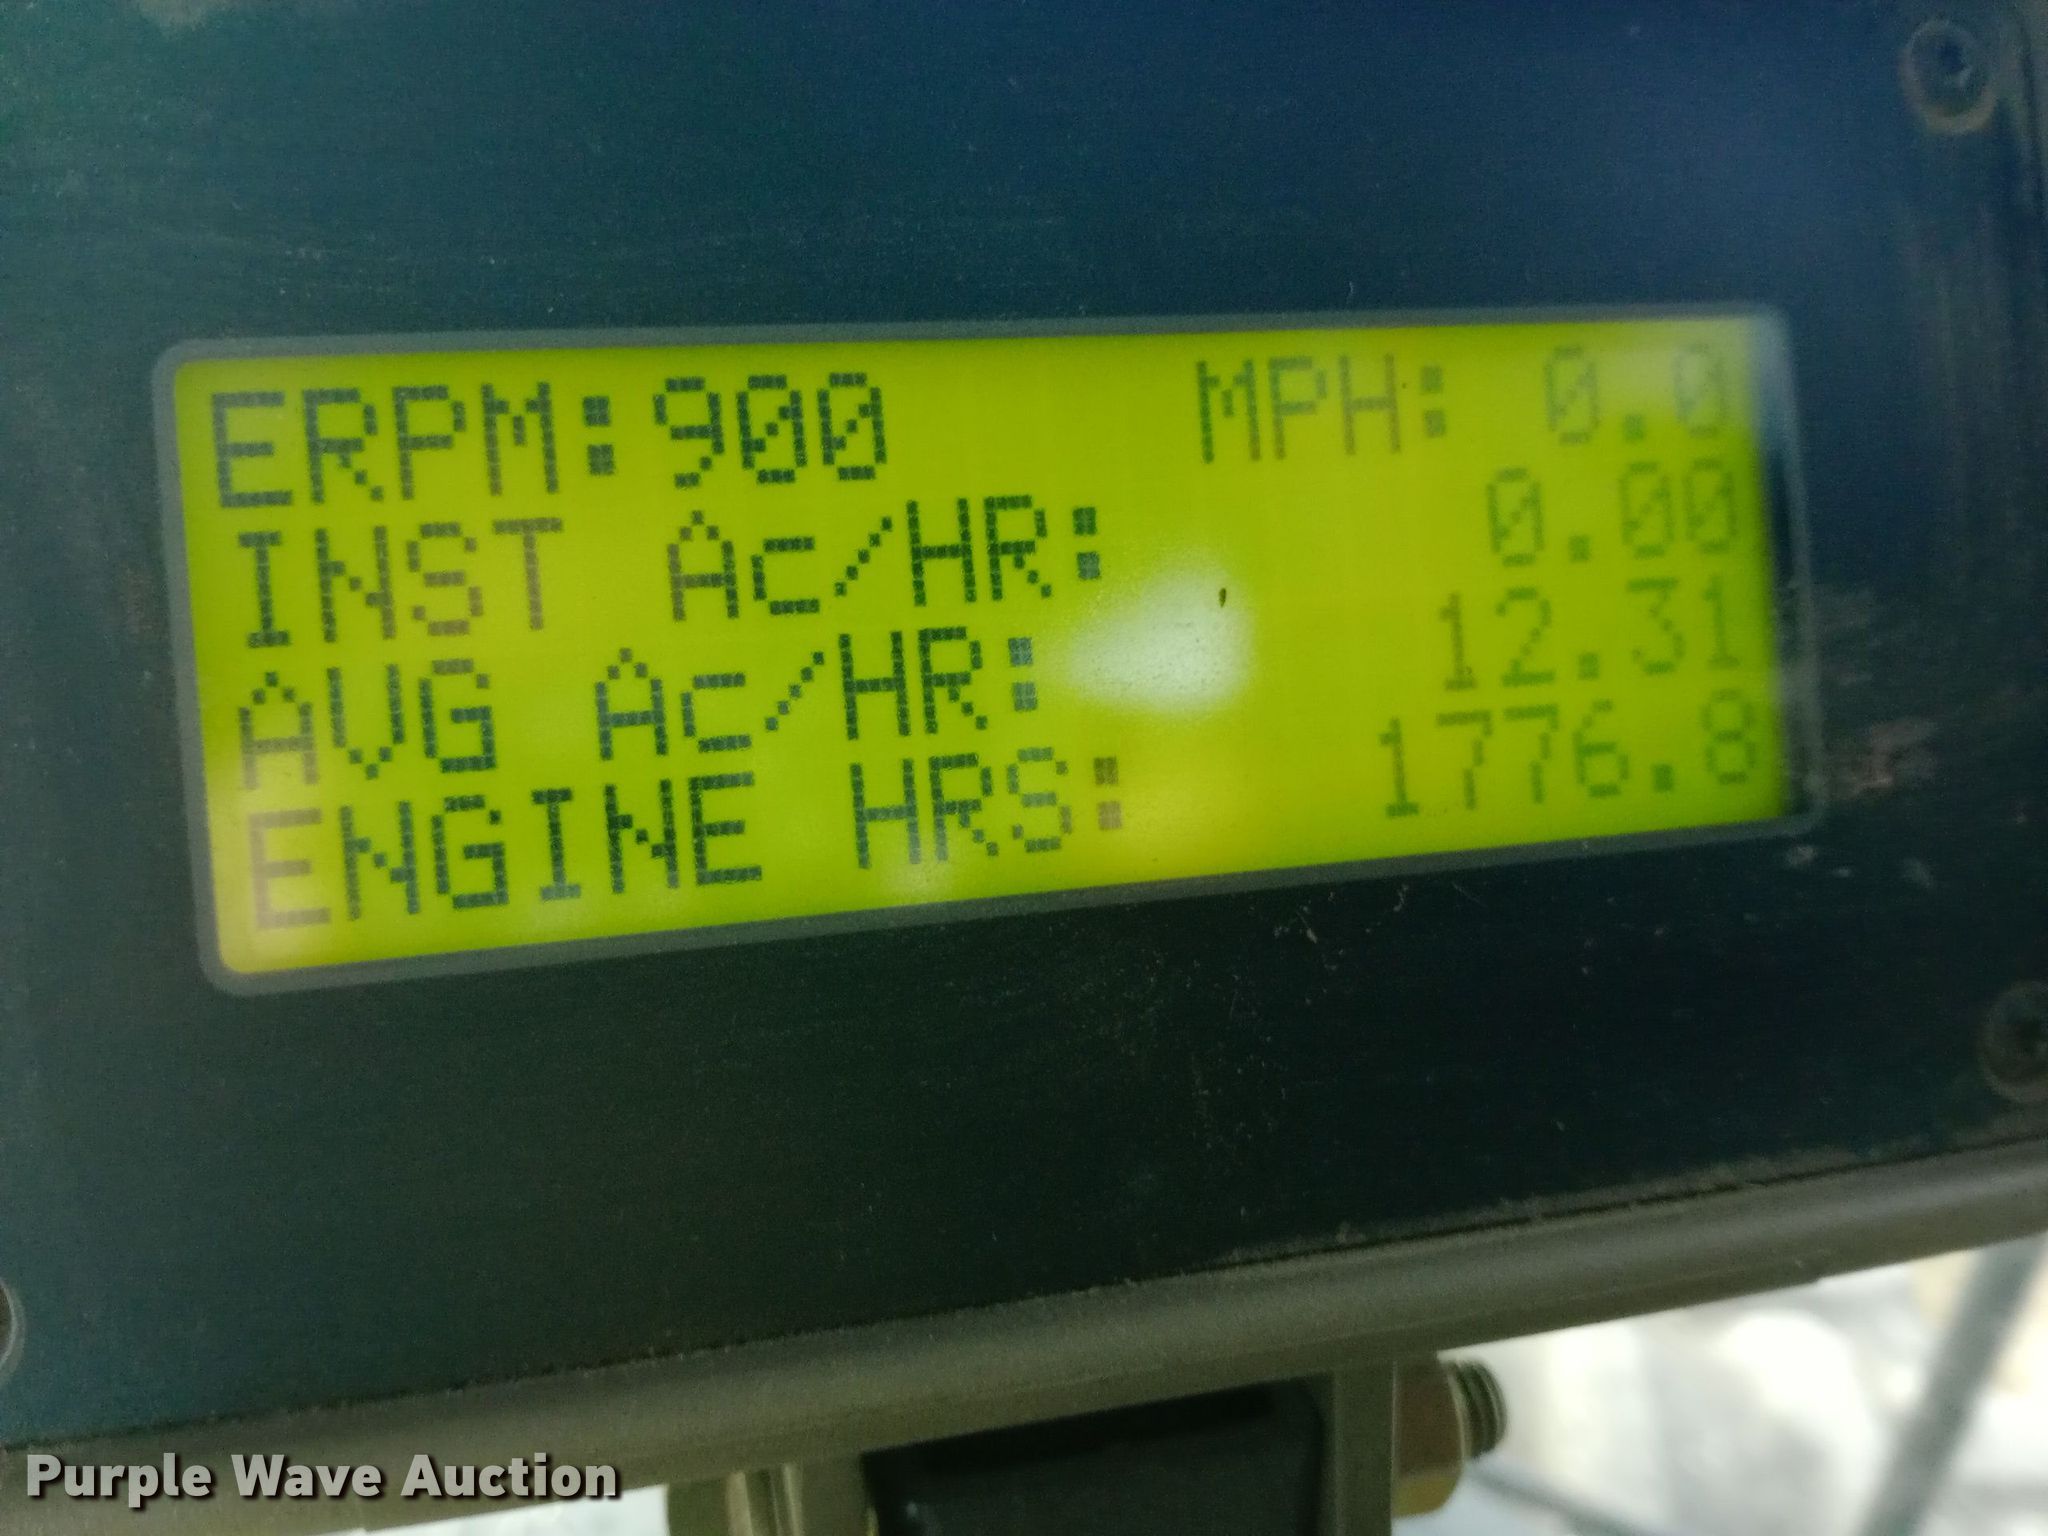 ERPM:900 MPH: 0.0
INST Ac/HR: 0.00
AVG Ac/HR: 12.31
ENGINE HRS: 1776.8
Purple Wave Auction